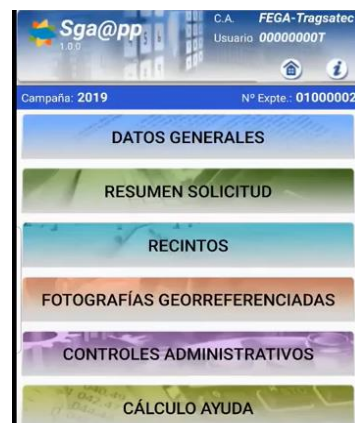 Sga@pp
1.0.0
C.A. FEGA-Tragsatec
Usuario 00000000T
Campaña: 2019
Nº Expte.: 01000002
DATOS GENERALES
RESUMEN SOLICITUD
RECINTOS
FOTOGRAFÍAS GEORREFERENCIADAS
CONTROLES ADMINISTRATIVOS
CÁLCULO AYUDA